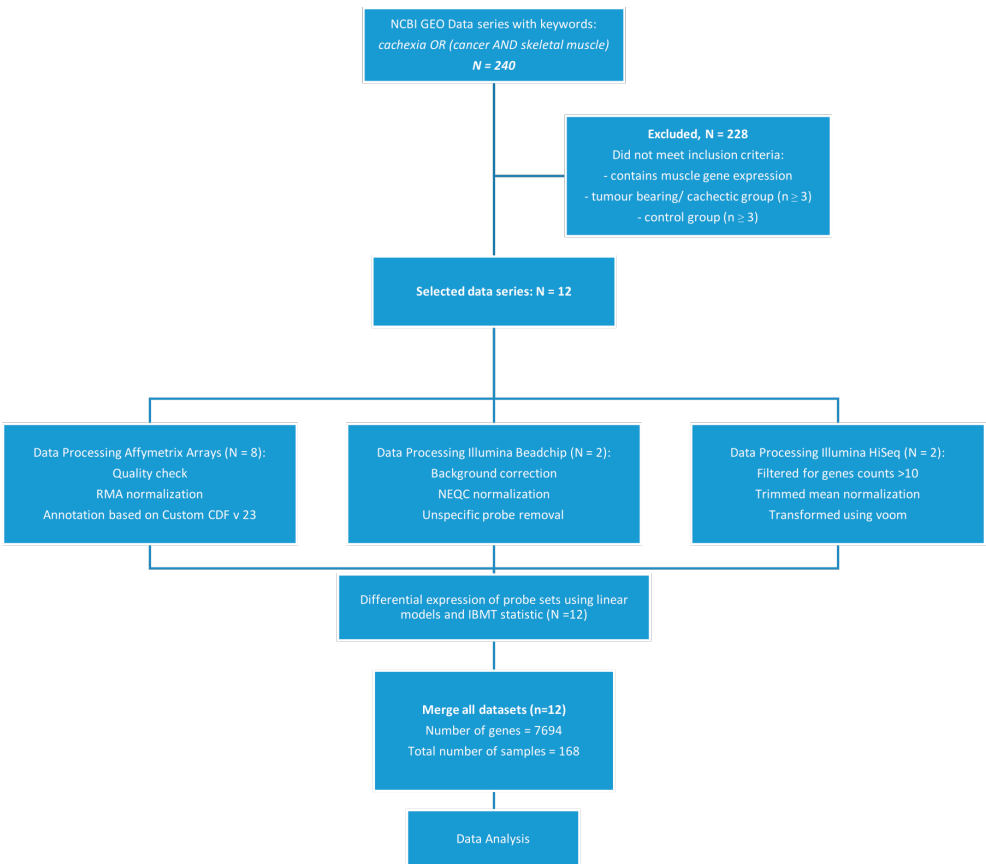 NCBI GEO Data series with keywords:
cachexia OR (cancer AND skeletal muscle)
N = 240
Excluded, N = 228
Did not meet inclusion criteria:
- contains muscle gene expression
- tumour bearing/ cachectic group (n ≥ 3)
- control group (n ≥ 3)
Selected data series: N = 12
Data Processing Affymetrix Arrays (N = 8):
Quality check
RMA normalization
Annotation based on Custom CDF v 23
Data Processing Illumina Beadchip (N = 2):
Background correction
NEQC normalization
Unspecific probe removal
Data Processing Illumina HiSeq (N = 2):
Filtered for genes counts >10
Trimmed mean normalization
Transformed using voom
Differential expression of probe sets using linear
models and IBMT statistic (N =12)
Merge all datasets (n=12)
Number of genes = 7694
Total number of samples = 168
Data Analysis